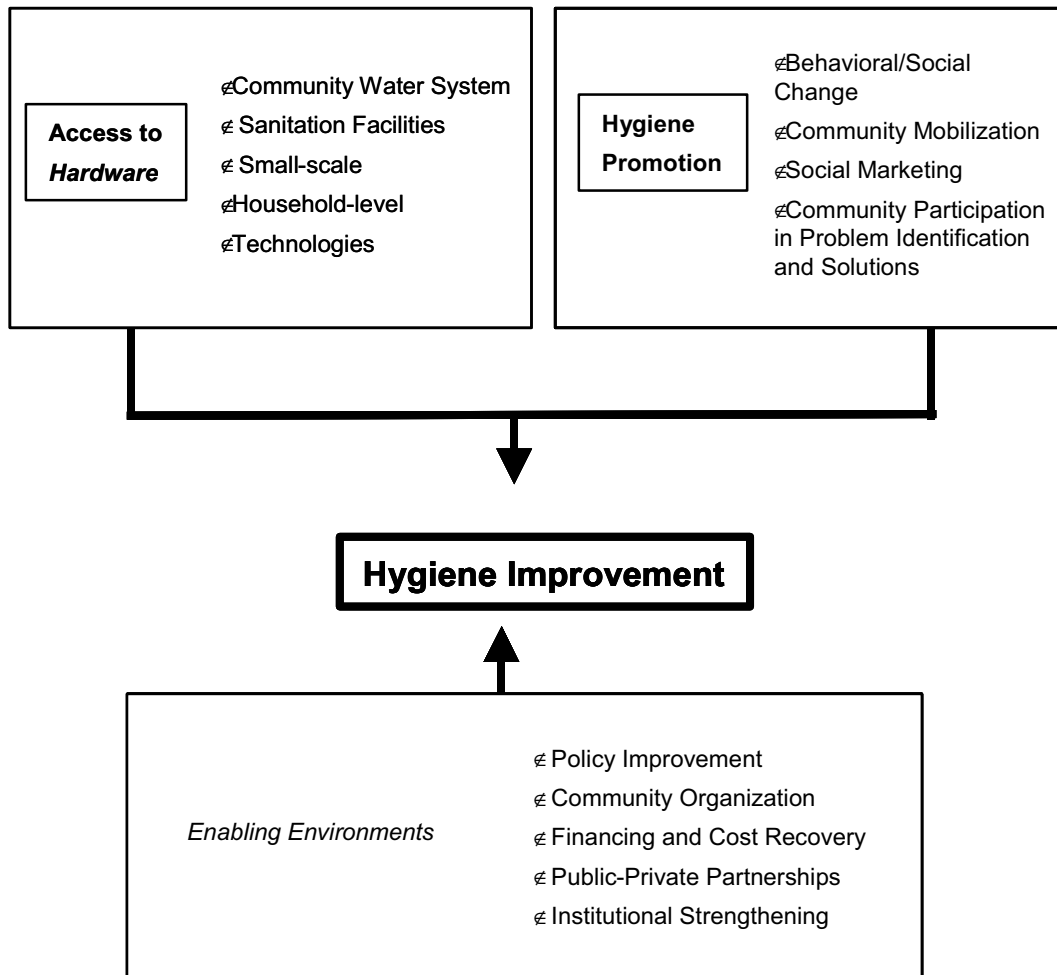 Access to
Hardware
∉Community Water System
∉ Sanitation Facilities
∉ Small-scale
∉Household-level
∉Technologies
Hygiene
Promotion
∉Behavioral/Social
Change
∉Community Mobilization
∉Social Marketing
∉Community Participation
in Problem Identification
and Solutions
Hygiene Improvement
Enabling Environments
∉ Policy Improvement
∉ Community Organization
∉ Financing and Cost Recovery
∉ Public-Private Partnerships
∉ Institutional Strengthening